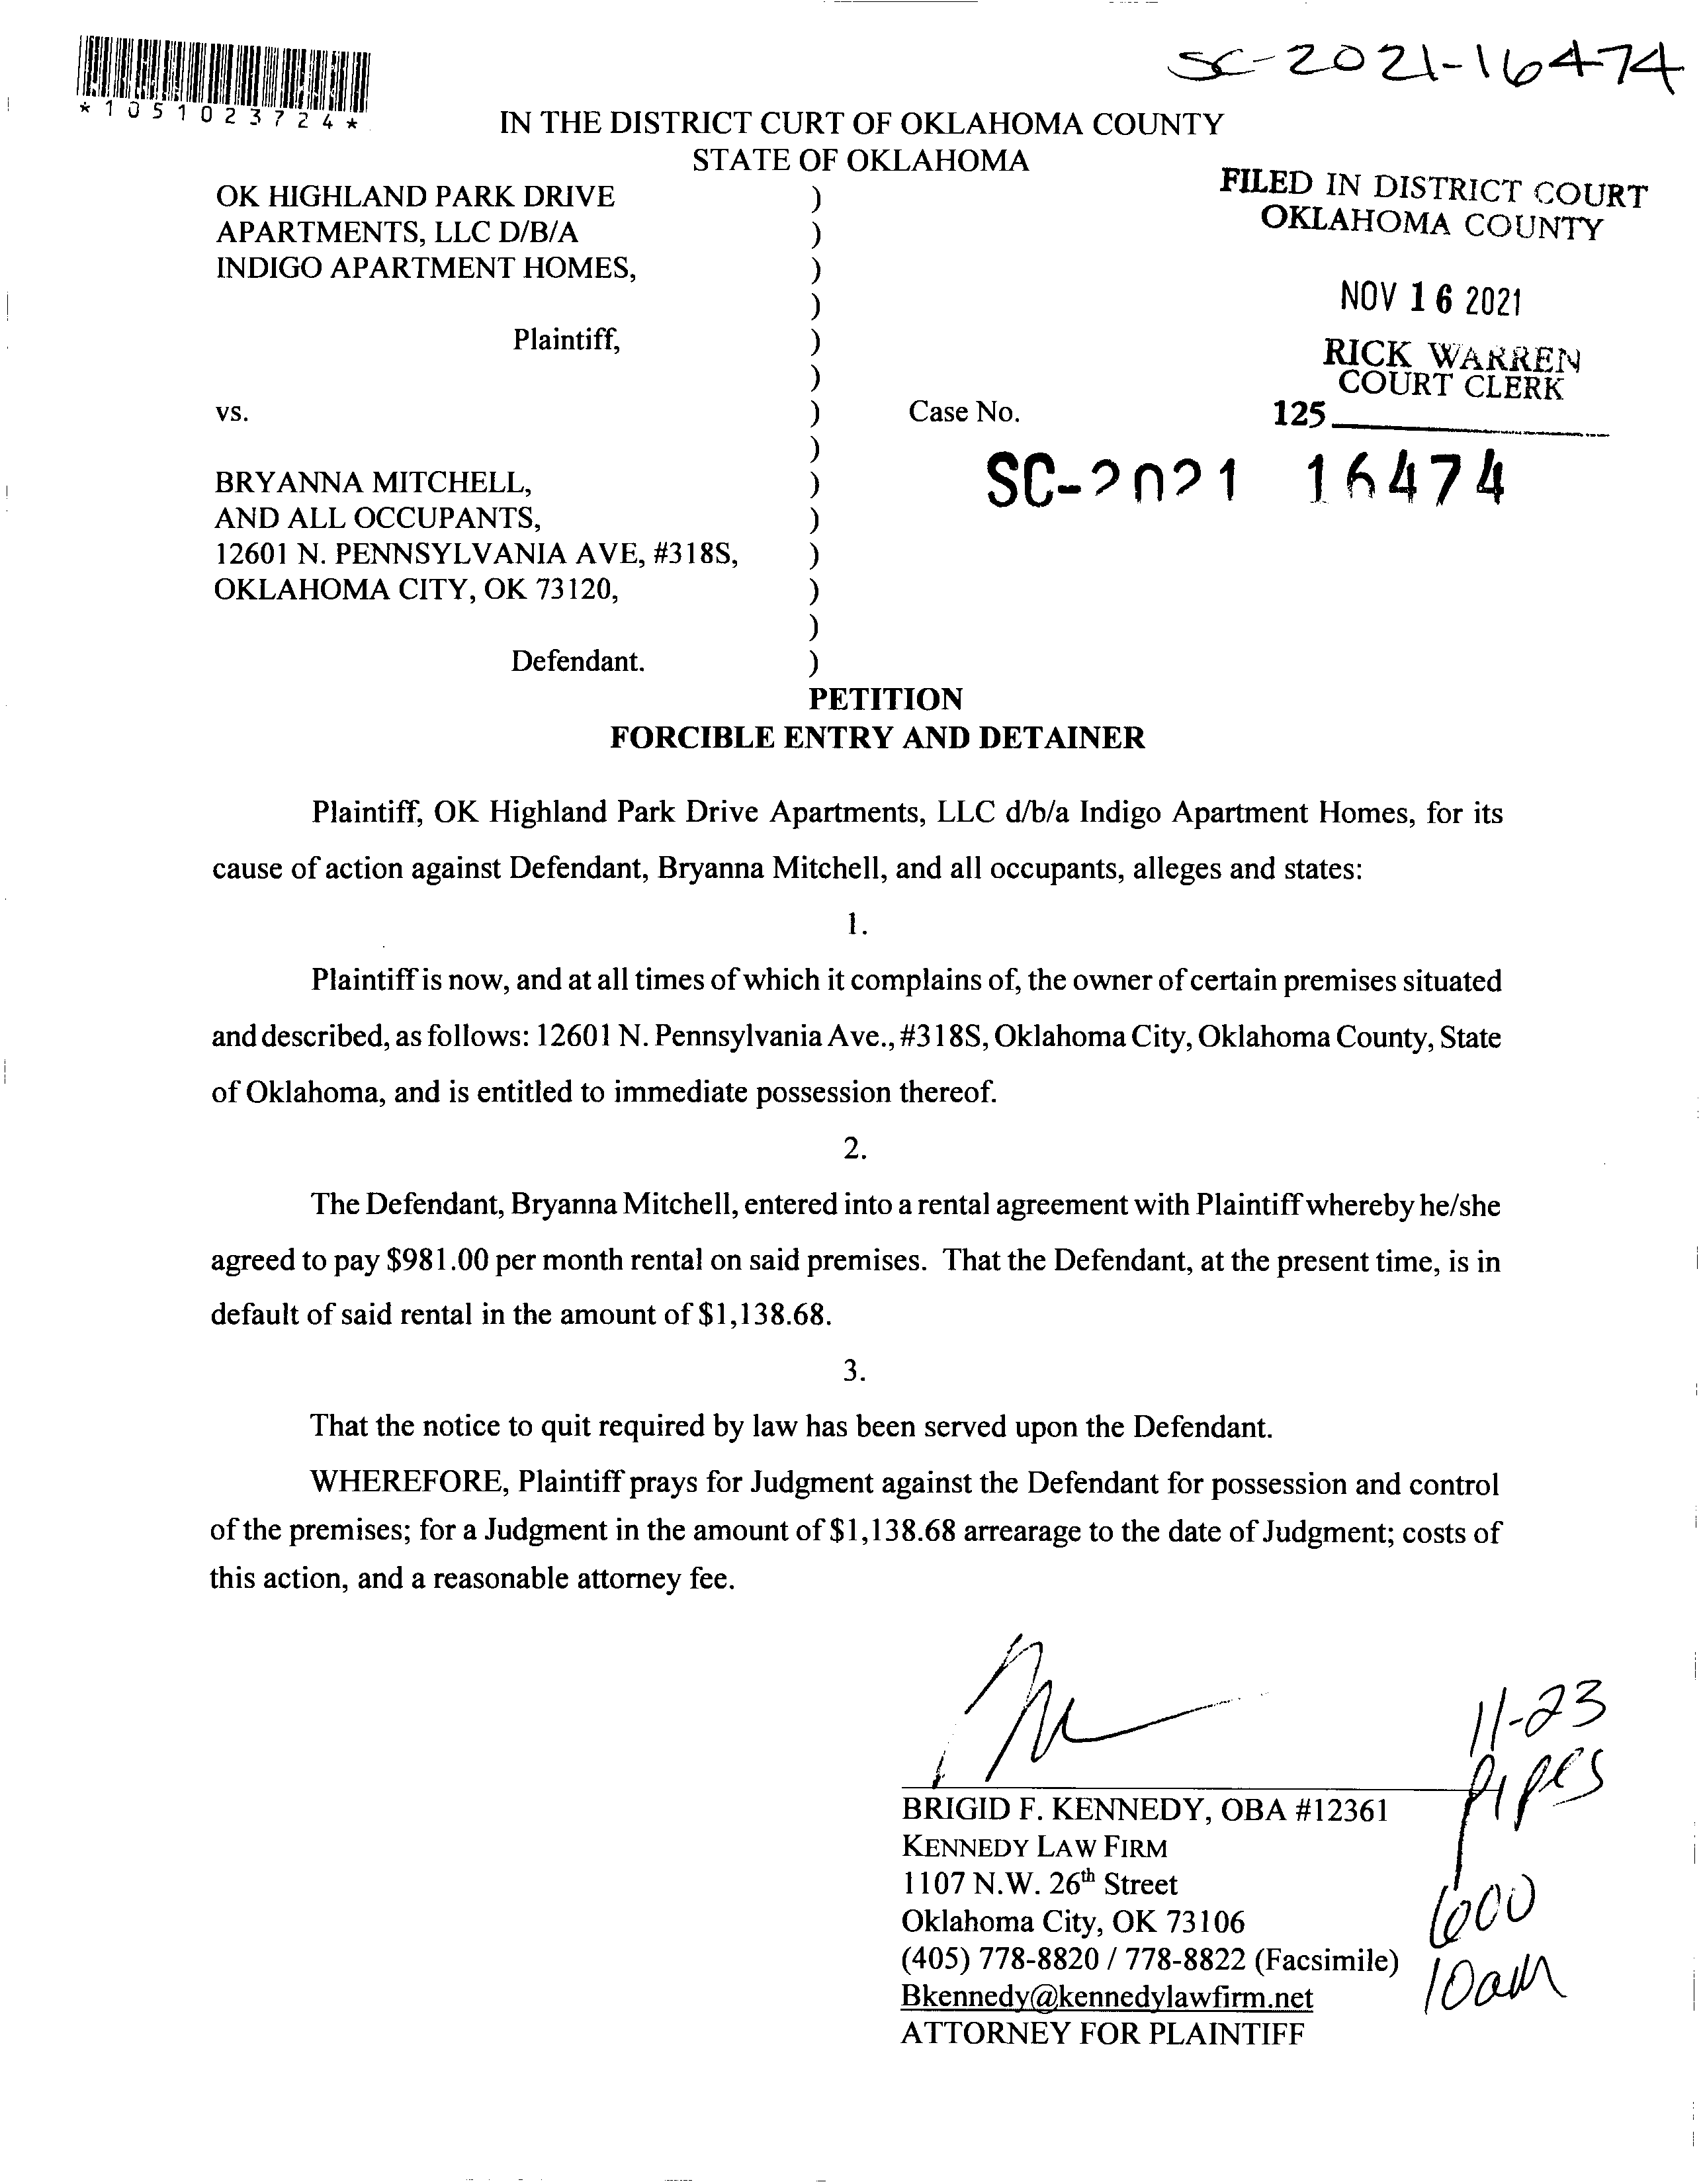 SC-2021-16474
*1051023724*
IN THE DISTRICT CURT OF OKLAHOMA COUNTY
STATE OF OKLAHOMA
FILED IN DISTRICT COURT
OKLAHOMA COUNTY
NOV 16 2021
RICK WARREN
COURT CLERK
125
OK HIGHLAND PARK DRIVE )
APARTMENTS, LLC D/B/A )
INDIGO APARTMENT HOMES, )
)
Plaintiff, )
)
vs. ) Case No.
)
SC-2021 16474
BRYANNA MITCHELL, )
AND ALL OCCUPANTS, )
12601 N. PENNSYLVANIA AVE, #318S, )
OKLAHOMA CITY, OK 73120, )
)
Defendant. )
PETITION
FORCIBLE ENTRY AND DETAINER
Plaintiff, OK Highland Park Drive Apartments, LLC d/b/a Indigo Apartment Homes, for its
cause of action against Defendant, Bryanna Mitchell, and all occupants, alleges and states:
1.
Plaintiff is now, and at all times of which it complains of, the owner of certain premises situated
and described, as follows: 12601 N. Pennsylvania Ave., #318S, Oklahoma City, Oklahoma County, State
of Oklahoma, and is entitled to immediate possession thereof.
2.
The Defendant, Bryanna Mitchell, entered into a rental agreement with Plaintiff whereby he/she
agreed to pay $981.00 per month rental on said premises. That the Defendant, at the present time, is in
default of said rental in the amount of $1,138.68.
3.
That the notice to quit required by law has been served upon the Defendant.
WHEREFORE, Plaintiff prays for Judgment against the Defendant for possession and control
of the premises; for a Judgment in the amount of $1,138.68 arrearage to the date of Judgment; costs of
this action, and a reasonable attorney fee.
BRIGID F. KENNEDY, OBA #12361
KENNEDY LAW FIRM
1107 N.W. 26th Street
Oklahoma City, OK 73106
(405) 778-8820 / 778-8822 (Facsimile)
Bkennedy@kennedylawfirm.net
ATTORNEY FOR PLAINTIFF
11-23
Pipes
600
10am